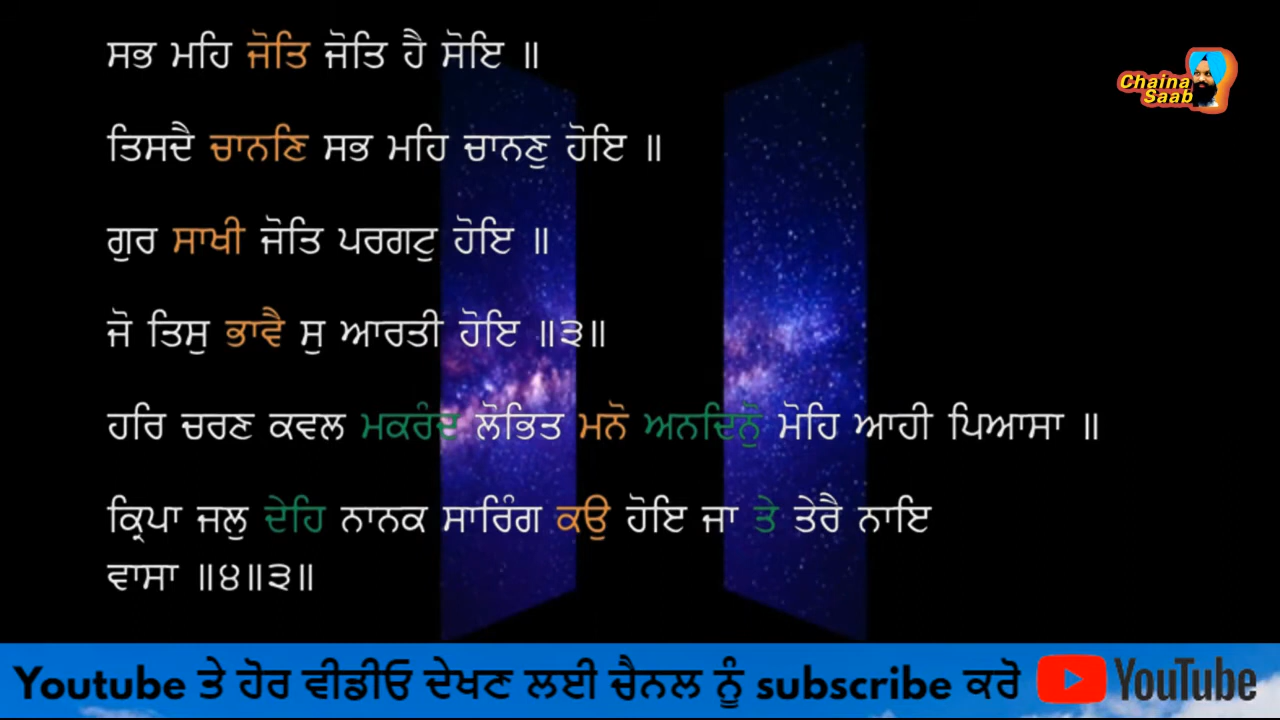 ਸਭ ਮਹਿ ਜੋਤਿ ਜੋਤਿ ਹੈ ਸੋਇ ॥
Chaina
Saab
ਤਿਸਦੈ ਚਾਨਣਿ ਸਭ ਮਹਿ ਚਾਨਣੁ ਹੋਇ ॥
ਗੁਰ ਸਾਖੀ ਜੋਤਿ ਪਰਗਟੁ ਹੋਇ ॥
ਜੋ ਤਿਸੁ ਭਾਵੈ ਸੁ ਆਰਤੀ ਹੋਇ ॥੩॥
ਹਰਿ ਚਰਣ ਕਵਲ ਮਕਰੰਦ ਲੋਭਿਤ ਮਨੋ ਅਨਦਿਨੋੁ ਮੋਹਿ ਆਹੀ ਪਿਆਸਾ ॥
ਕ੍ਰਿਪਾ ਜਲੁ ਦੇਹਿ ਨਾਨਕ ਸਾਰਿੰਗ ਕਉ ਹੋਇ ਜਾ ਤੇ ਤੇਰੈ ਨਾਇ
ਵਾਸਾ ॥੪॥੩॥
Youtube ਤੇ ਹੋਰ ਵੀਡੀਓ ਦੇਖਣ ਲਈ ਚੈਨਲ ਨੂੰ subscribe ਕਰੋ YouTube